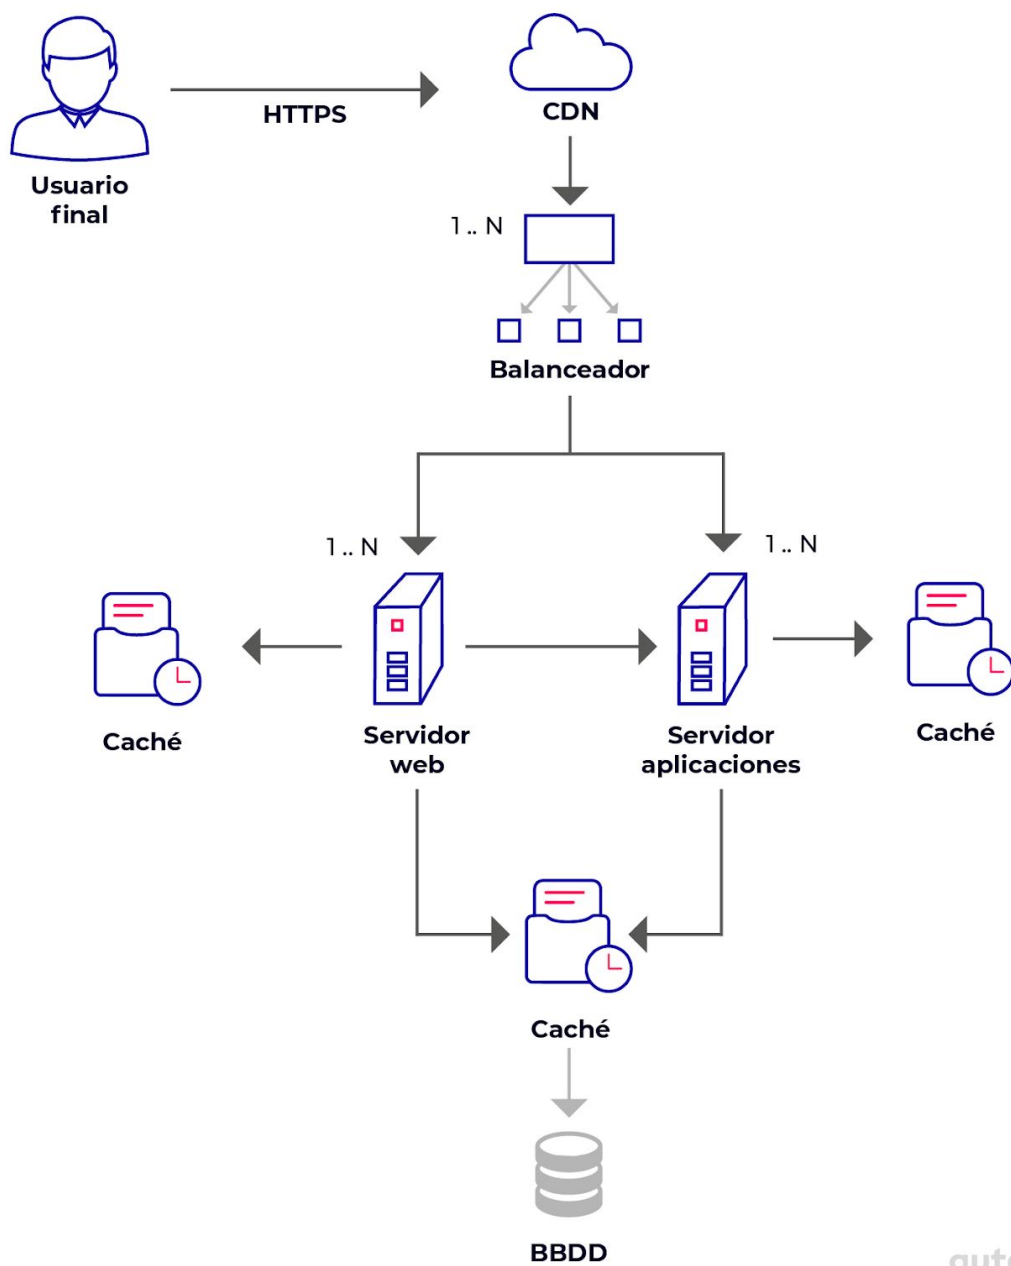 HTTPS
CDN
Usuario
final
1 .. N
Balanceador
1 .. N
1 .. N
Caché
Servidor
web
Servidor
aplicaciones
Caché
Caché
BBDD